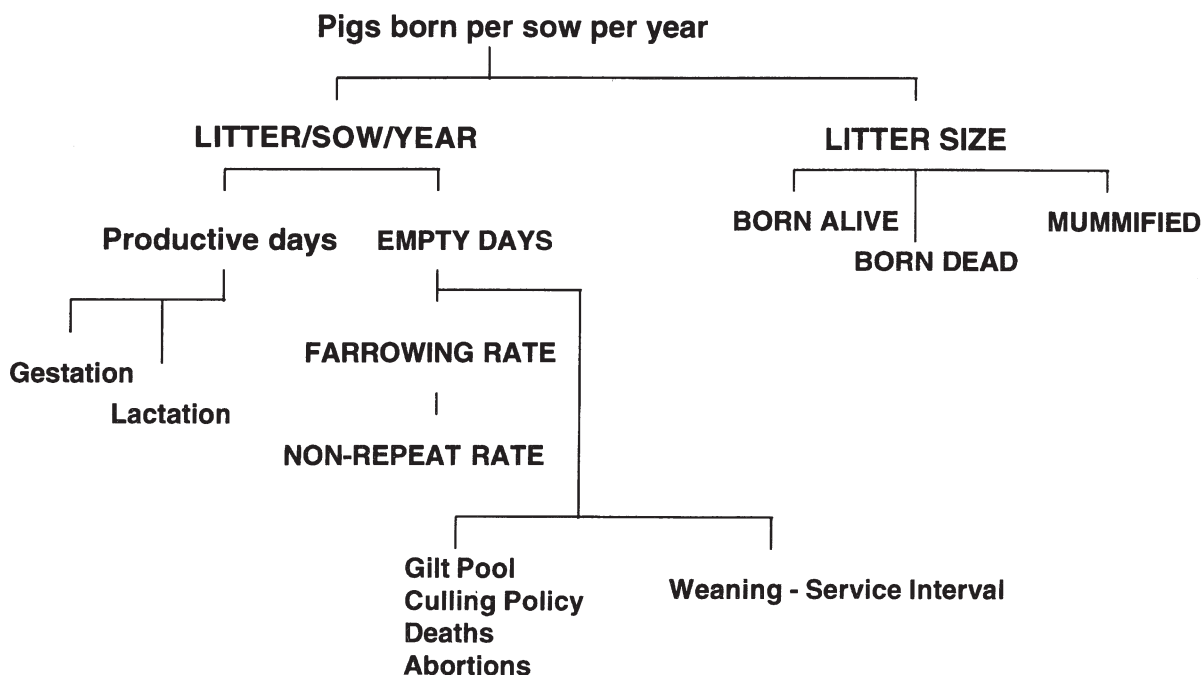 Pigs born per sow per year
LITTER/SOW/YEAR
LITTER SIZE
Productive days
EMPTY DAYS
BORN ALIVE
MUMMIFIED
BORN DEAD
FARROWING RATE
Gestation
Lactation
NON-REPEAT RATE
Gilt Pool
Culling Policy
Deaths
Abortions
Weaning - Service Interval